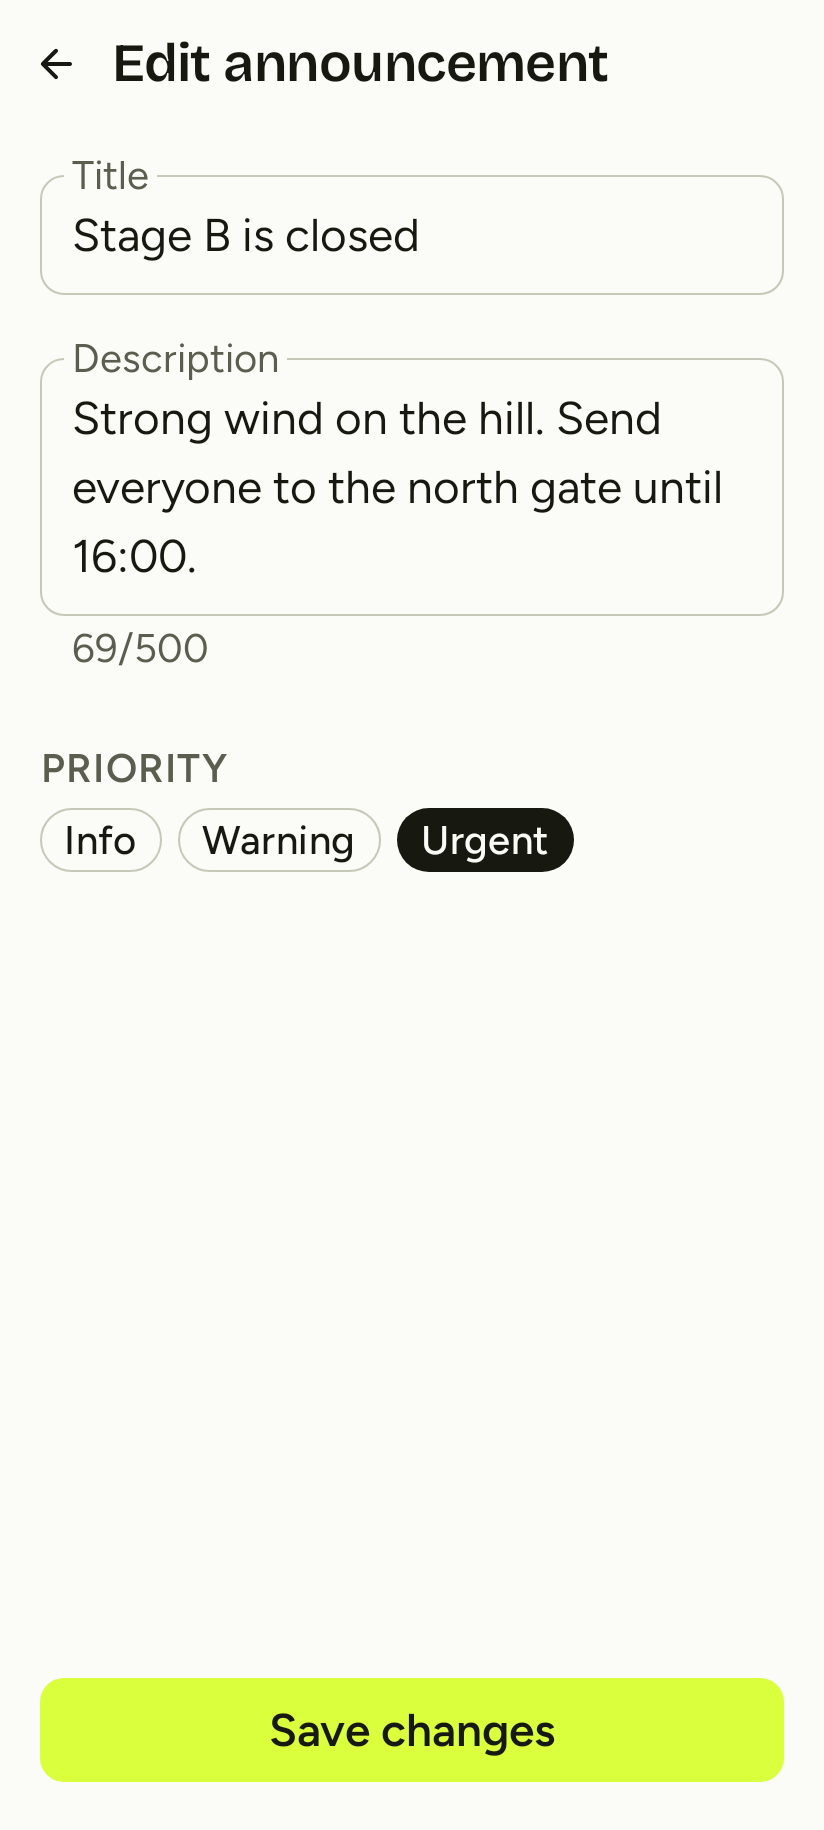 Edit announcement
Title
Stage B is closed
Description
Strong wind on the hill. Send
everyone to the north gate until
16:00.
69/500
PRIORITY
Info Warning Urgent
Save changes